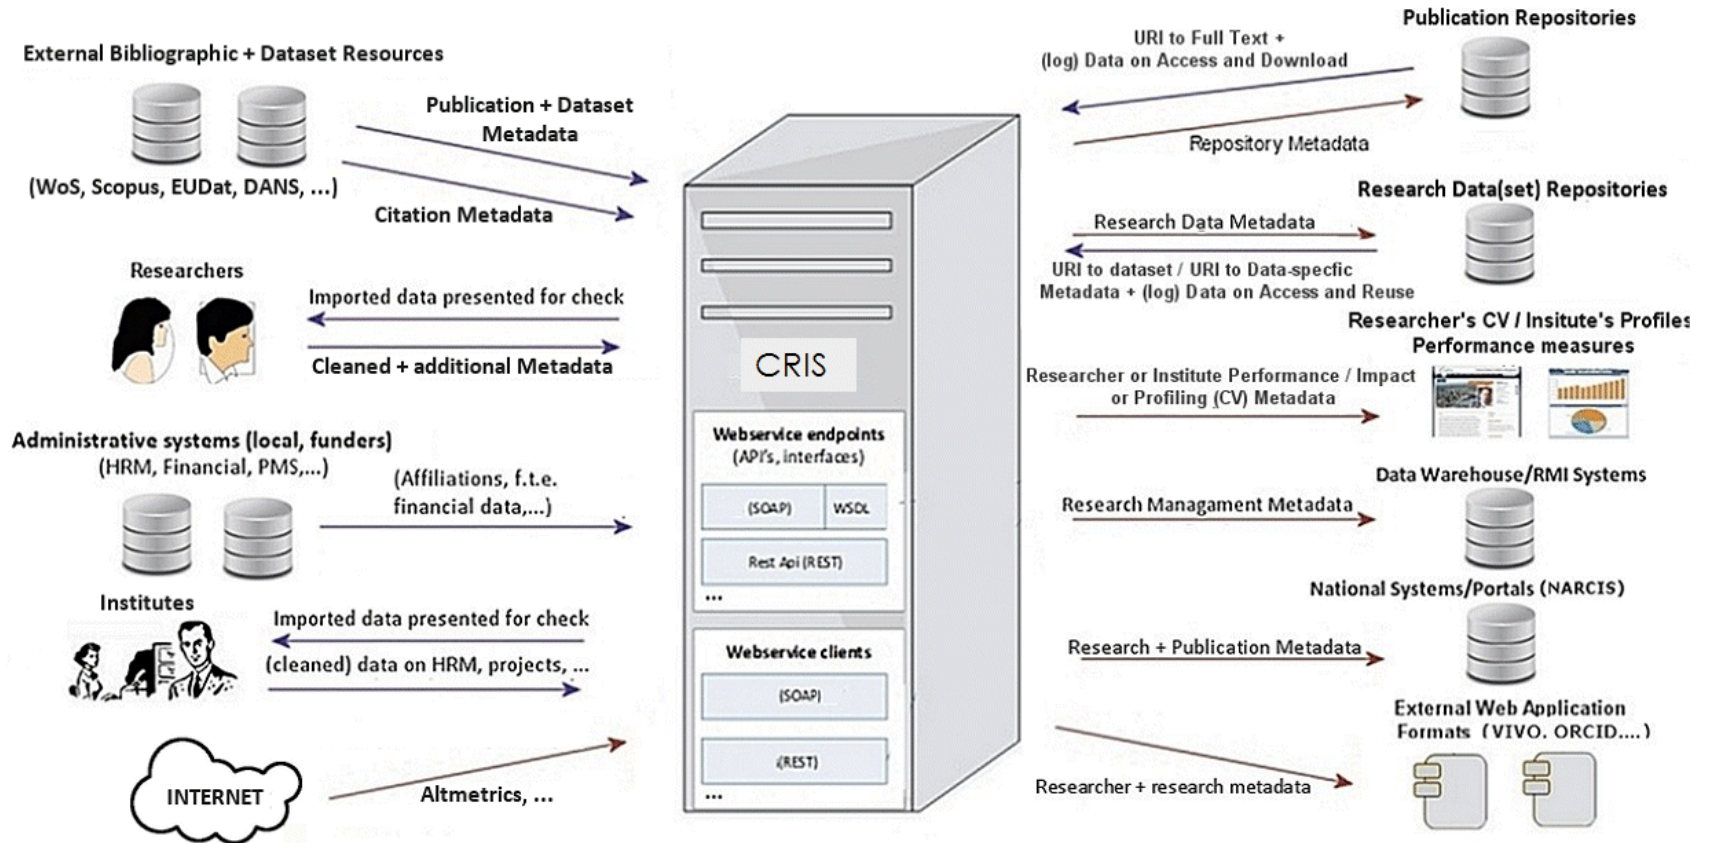 External Bibliographic + Dataset Resources
(WoS, Scopus, EUDat, DANS, ...)
Publication + Dataset
Metadata
Citation Metadata
Researchers
Imported data presented for check
Cleaned + additional Metadata
Administrative systems (local, funders)
(HRM, Financial, PMS,...)
(Affiliations, f.t.e.
financial data,...)
Institutes
Imported data presented for check
(cleaned) data on HRM, projects, ...
INTERNET
Altmetrics, ...
CRIS
Webservice endpoints
(API's, interfaces)
(SOAP)
WSDL
Rest Api (REST)
...
Webservice clients
(SOAP)
(REST)
...
Publication Repositories
URI to Full Text +
(log) Data on Access and Download
Repository Metadata
Research Data(set) Repositories
Research Data Metadata
URI to dataset / URI to Data-specfic
Metadata + (log) Data on Access and Reuse
Researcher's CV / Insitute's Profiles
Performance measures
Researcher or Institute Performance / Impact
or Profiling (CV) Metadata
Data Warehouse/RMI Systems
Research Managament Metadata
National Systems/Portals (NARCIS)
Research + Publication Metadata
External Web Application
Formats (VIVO, ORCID....)
Researcher + research metadata